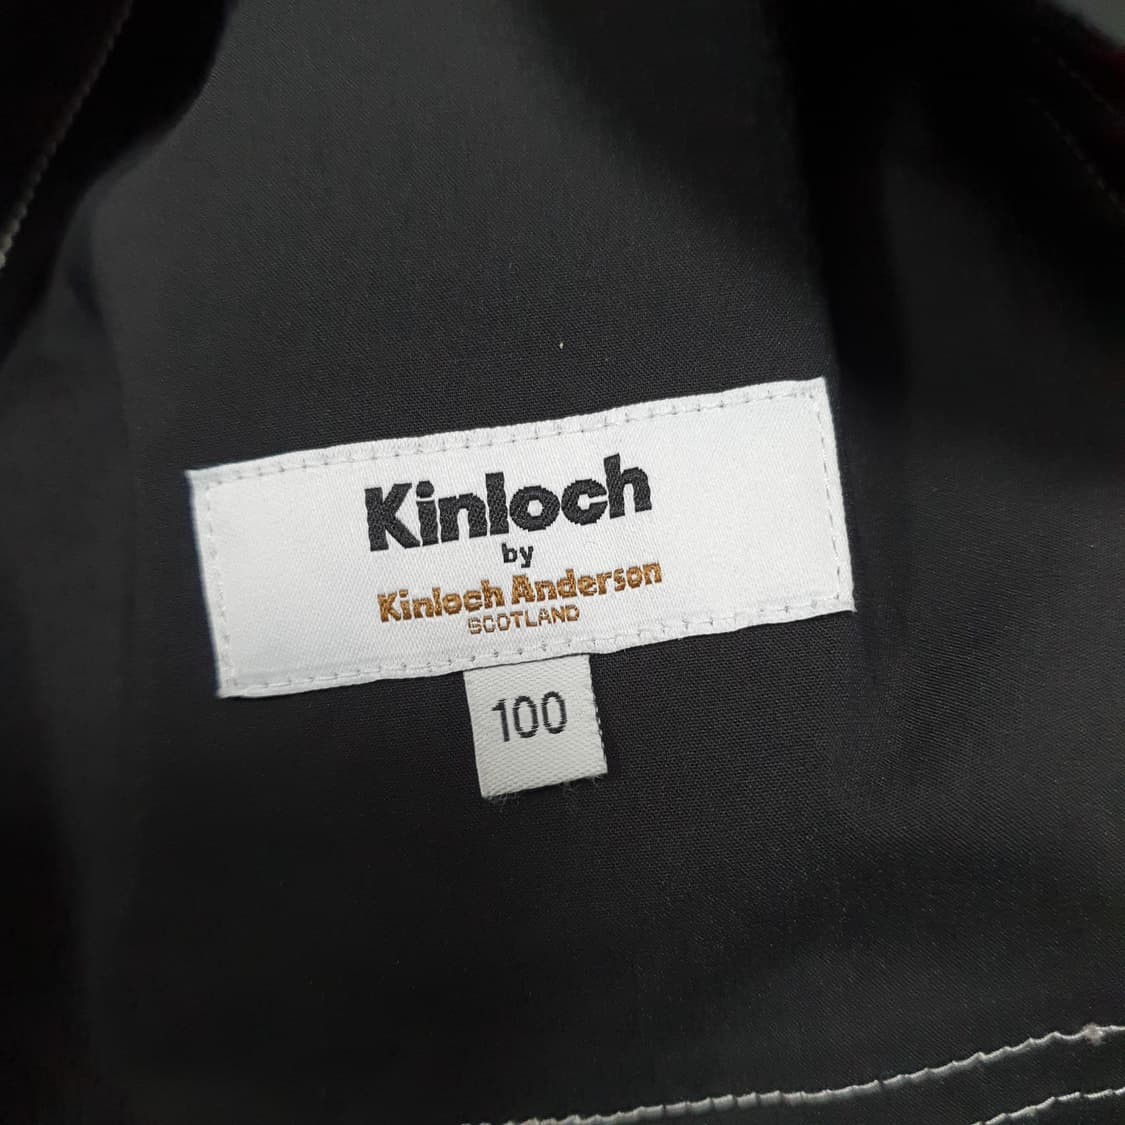 Kinloch
by
Kinloch Anderson
SCOTLAND
100